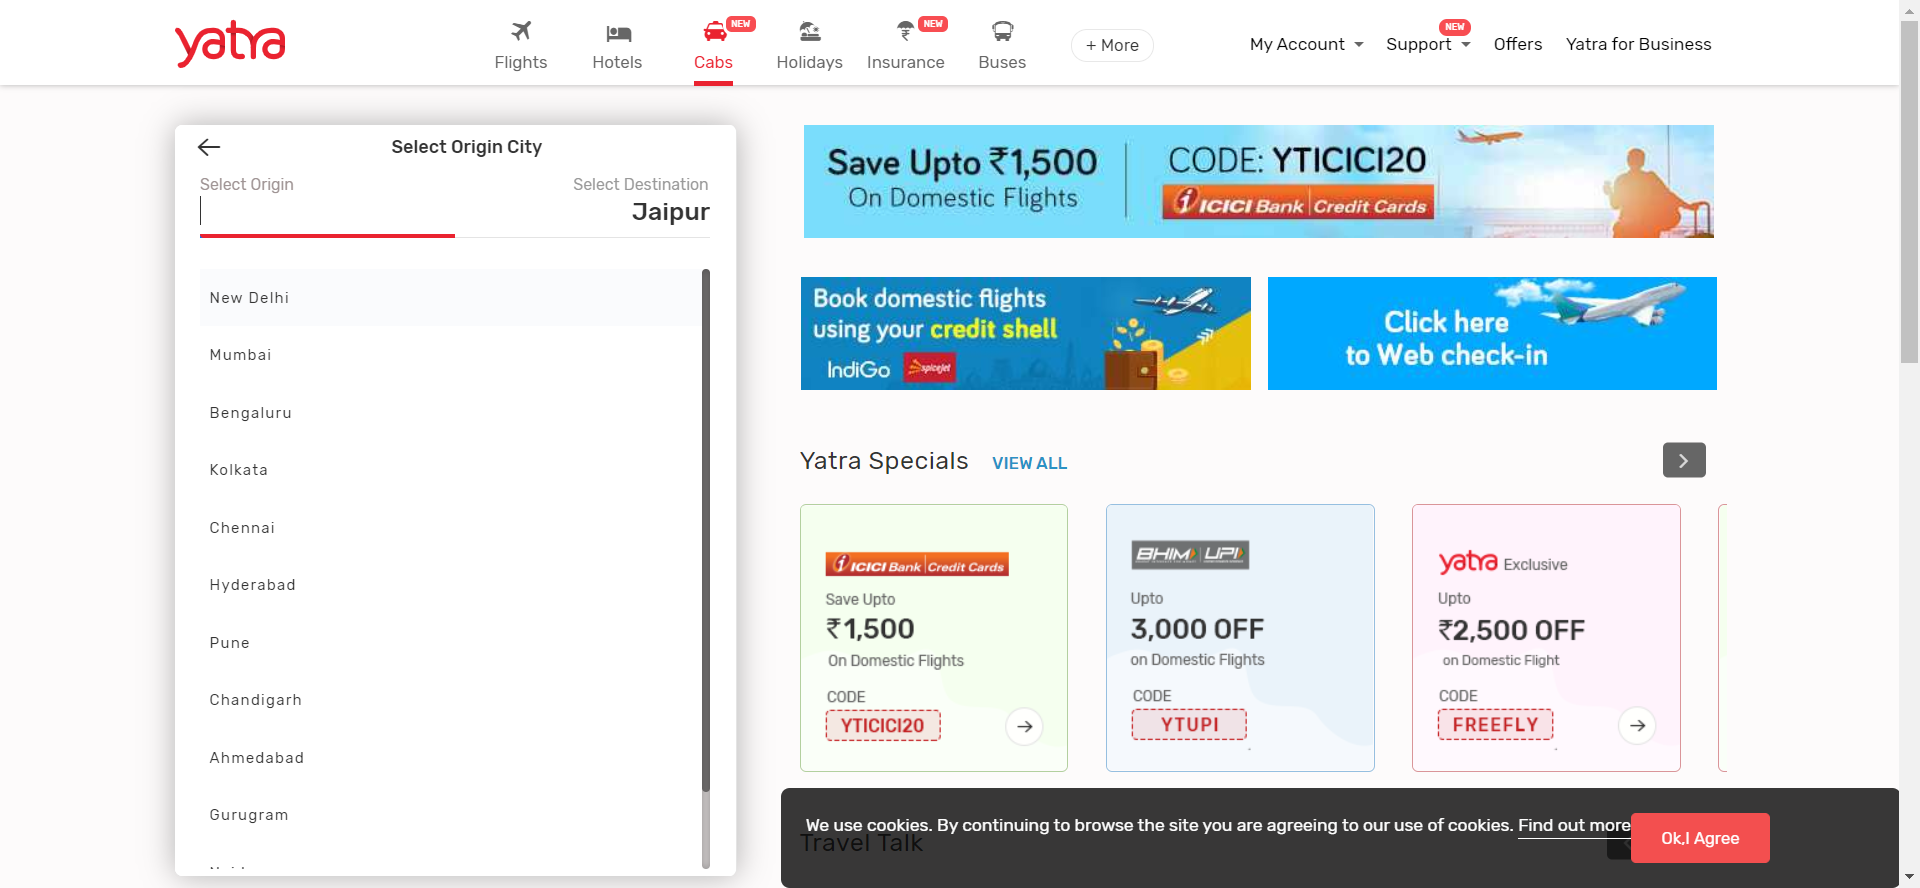 yatra
Flights
Hotels
NEW
Cabs
Holidays
NEW
Insurance
Buses
+ More
My Account
NEW
Support
Offers
Yatra for Business
Select Origin City
Select Origin
Select Destination
Jaipur
New Delhi
Mumbai
Bengaluru
Kolkata
Chennai
Hyderabad
Pune
Chandigarh
Ahmedabad
Gurugram
Save Upto ₹1,500
On Domestic Flights
CODE: YTICICI20
ICICI Bank Credit Cards
Book domestic flights
using your credit shell
IndiGo
spicejet
Click here
to Web check-in
Yatra Specials
VIEW ALL
ICICI Bank Credit Cards
Save Upto
₹1,500
On Domestic Flights
CODE
YTICICI20
BHIM UPI
Upto
3,000 OFF
on Domestic Flights
CODE
YTUPI
yatra Exclusive
Upto
₹2,500 OFF
on Domestic Flight
CODE
FREEFLY
We use cookies. By continuing to browse the site you are agreeing to our use of cookies. Find out more
Ok,I Agree
Travel Talk